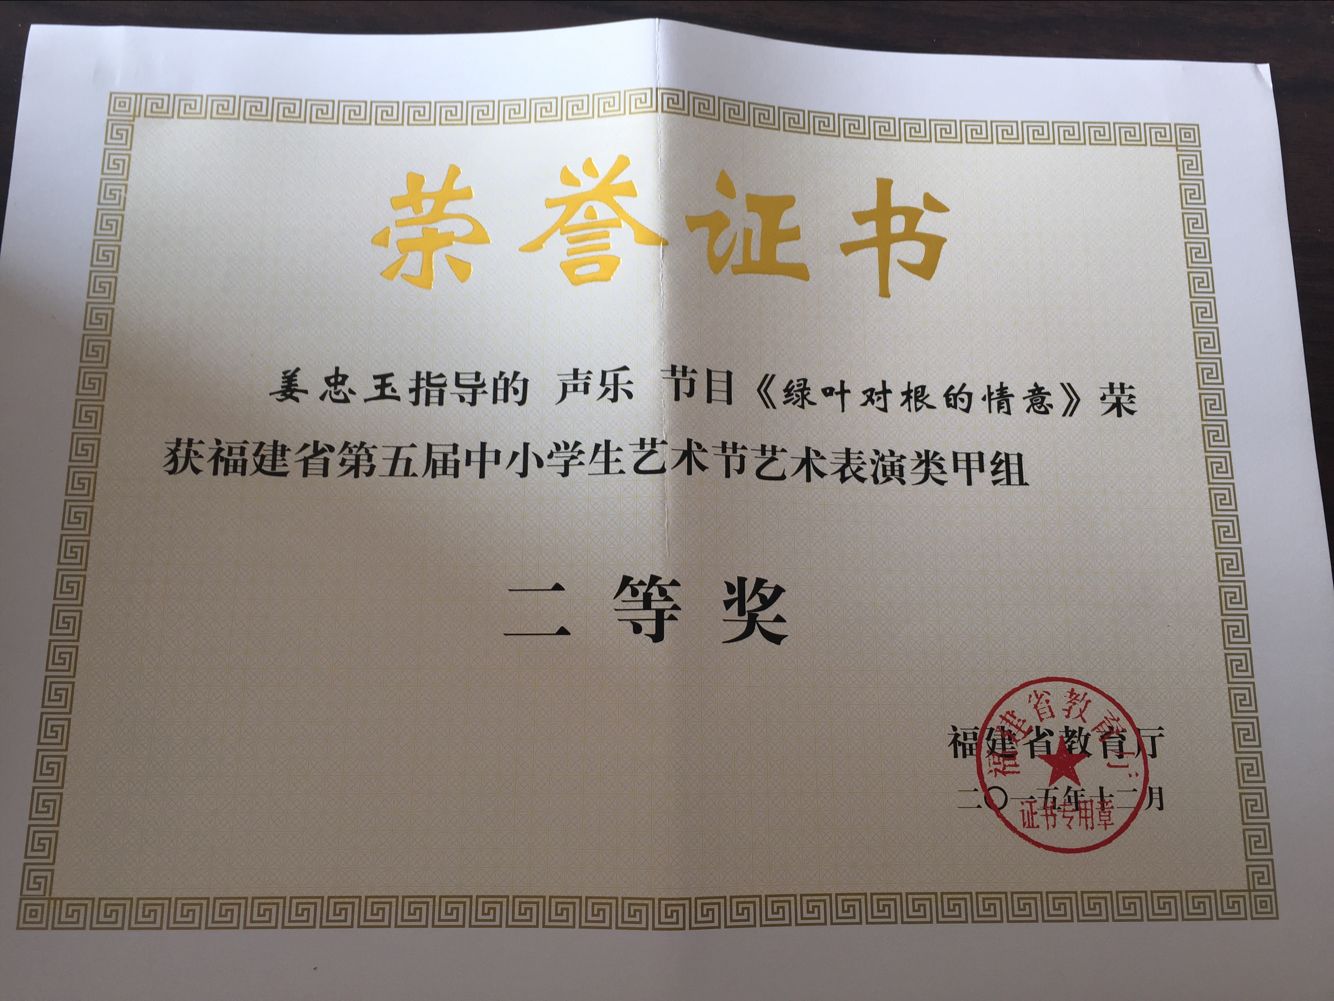 荣誉证书
姜忠玉指导的 声乐 节目《绿叶对根的情意》荣
获福建省第五届中小学生艺术节艺术表演类甲组
二等奖
福建省教育厅
二〇一五年十二月
福建省教育厅
证书专用章